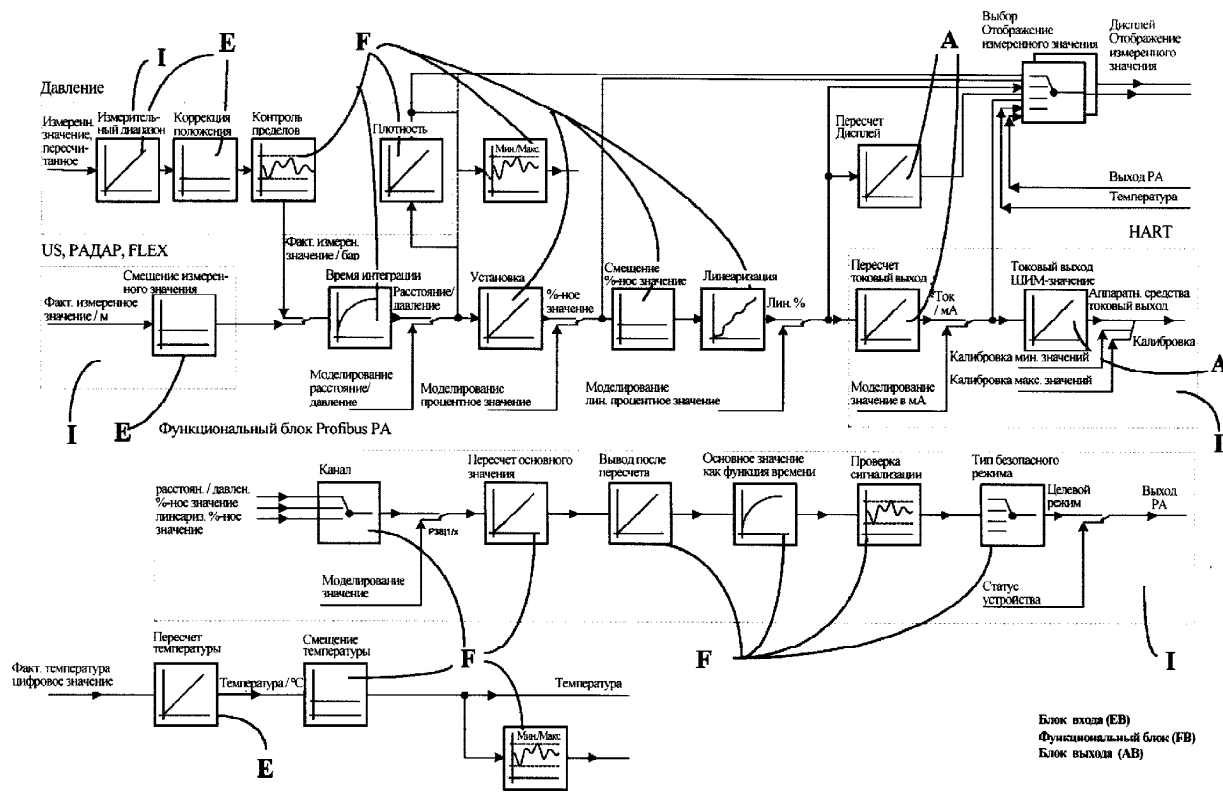 I
E
F
A
Выбор
Отображение
измеренного значения
Дисплей
Отображение
измеренного
значения
Давление
Измеренн.
значение,
пересчи-
танное
Измеритель-
ный диапазон
Коррекция
положения
Контроль
пределов
Плотность
Мин/Макс.
Пересчет
Дисплей
Выход PA
Температура
HART
US, РАДАР, FLEX
Факт. измерен.
значение / бар
Смещение измерен-
ного значения
Факт. измеренное
значение / м
Время интеграции
Расстояние/
давление
Установка
%-ное
значение
Смещение
%-ное значение
Линеаризация
Лин. %
Пересчет
токовый выход
Ток
/ мА
Токовый выход
ШИМ-значение
Аппаратн. средства
токовый выход
Калибровка
Калибровка мин. значений
Калибровка макс. значений
A
I
E
Моделирование
расстояние/
давление
Моделирование
процентное значение
Моделирование
лин. процентное значение
Моделирование
значение в мА
I
Функциональный блок Profibus PA
расстоян. / давлен.
%-ное значение
линсариз. %-ное
значение
Канал
P38|1/x
Пересчет основного
значения
Вывод после
пересчета
Основное значение
как функция времени
Проверка
сигнализации
Тип безопасного
режима
Целевой
режим
Выход
PA
Моделирование
значение
Статус
устройства
Пересчет
температуры
Смещение
температуры
F
F
I
Факт. температура
цифровое значение
Температура / °C
Температура
Мин./Макс
E
Блок входа (EB)
Функциональный блок (FB)
Блок выхода (AB)